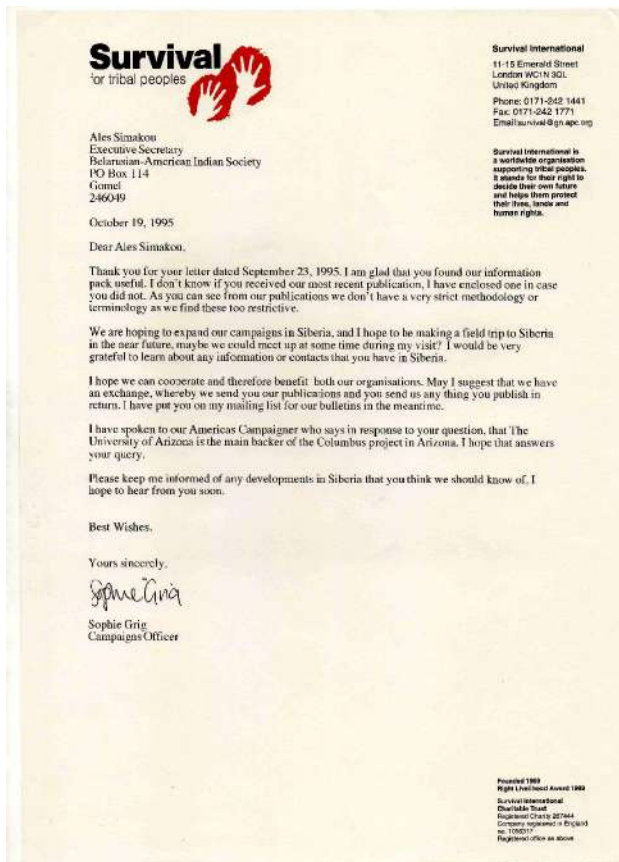 Survival
for tribal peoples
Survival International
11-15 Emerald Street
London WC1N 3QL
United Kingdom
Phone: 0171-242 1441
Fax: 0171-242 1771
Email:survival@gn.apc.org
Survival International is
a worldwide organisation
supporting tribal peoples.
It stands for their right to
decide their own future
and helps them protect
their lives, lands and
human rights.
Ales Simakou
Executive Secretary
Belarusian-American Indian Society
PO Box 114
Gomel
246049
October 19, 1995
Dear Ales Simakou,
Thank you for your letter dated September 23, 1995. I am glad that you found our information
pack useful. I don't know if you received our most recent publication, I have enclosed one in case
you did not. As you can see from our publications we don't have a very strict methodology or
terminology as we find these too restrictive.
We are hoping to expand our campaigns in Siberia, and I hope to be making a field trip to Siberia
in the near future, maybe we could meet up at some time during my visit? I would be very
grateful to learn about any information or contacts that you have in Siberia.
I hope we can cooperate and therefore benefit both our organisations. May I suggest that we have
an exchange, whereby we send you our publications and you send us any thing you publish in
return. I have put you on my mailing list for our bulletins in the meantime.
I have spoken to our Americas Campaigner who says in response to your question, that The
University of Arizona is the main backer of the Columbus project in Arizona. I hope that answers
your query.
Please keep me informed of any developments in Siberia that you think we should know of. I
hope to hear from you soon.
Best Wishes,
Yours sincerely,
Sophie Grig
Sophie Grig
Campaigns Officer
Founded 1969
Right Livelihood Award 1989
Survival International
Charitable Trust
Registered Charity 267444
Company registered in England
no. 1056317
Registered office as above